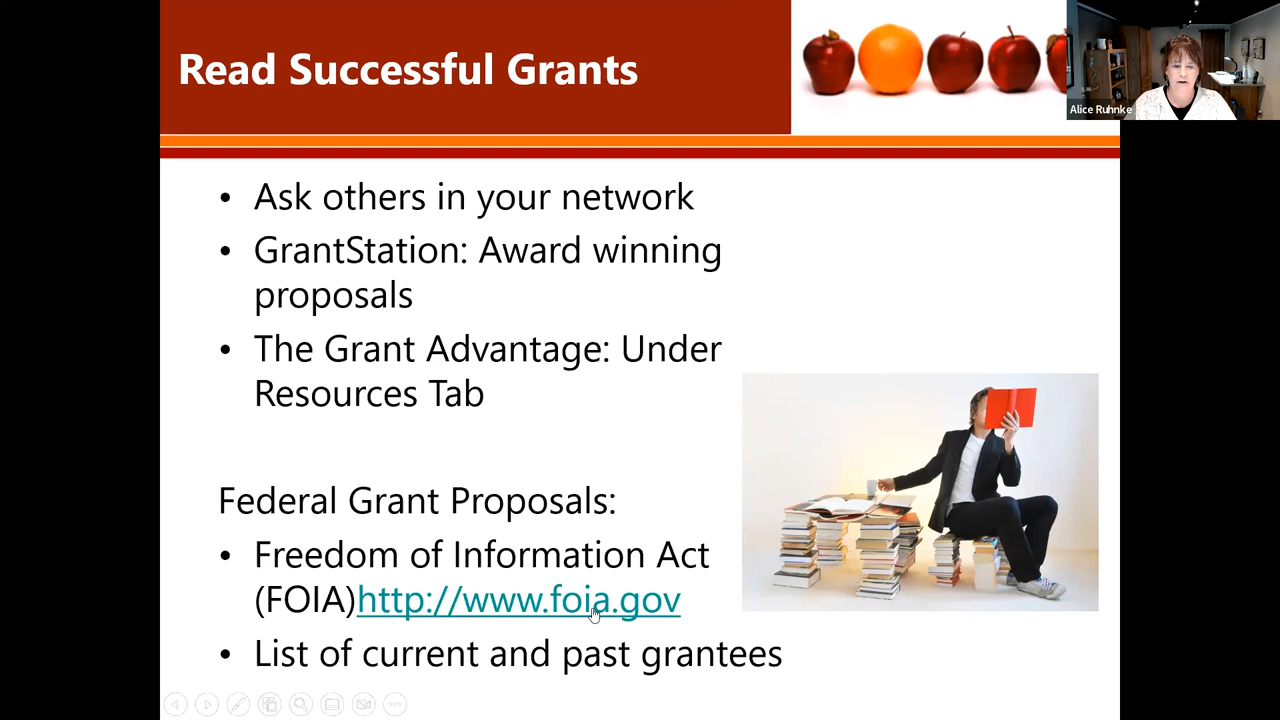 Read Successful Grants
Alice Ruhnke
• Ask others in your network
• GrantStation: Award winning
proposals
• The Grant Advantage: Under
Resources Tab
Federal Grant Proposals:
• Freedom of Information Act
(FOIA)http://www.foia.gov
• List of current and past grantees